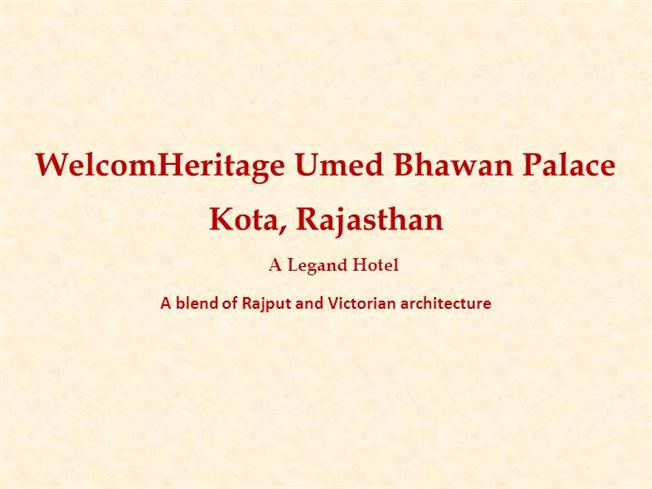 WelcomHeritage Umed Bhawan Palace
Kota, Rajasthan
A Legand Hotel
A blend of Rajput and Victorian architecture